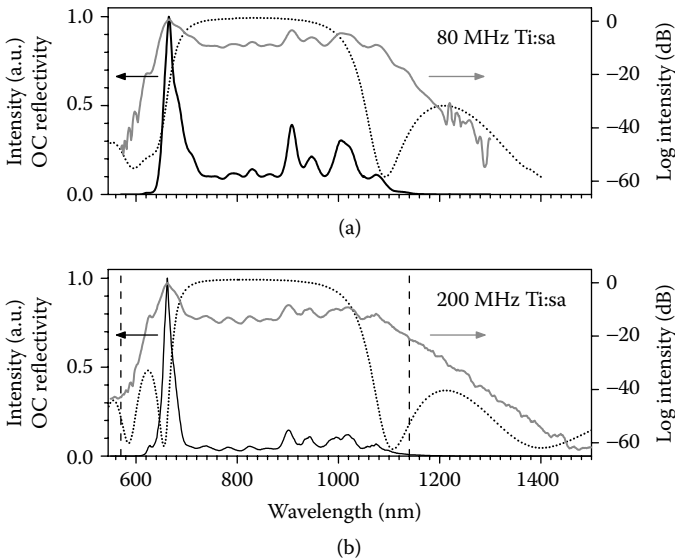 Intensity (a.u.)
OC reflectivity
1.0
0.5
0.0
80 MHz Ti:sa
0
−20
−40
−60
Log intensity (dB)
(a)
Intensity (a.u.)
OC reflectivity
1.0
0.5
0.0
200 MHz Ti:sa
0
−20
−40
−60
Log intensity (dB)
600 800 1000 1200 1400
Wavelength (nm)
(b)